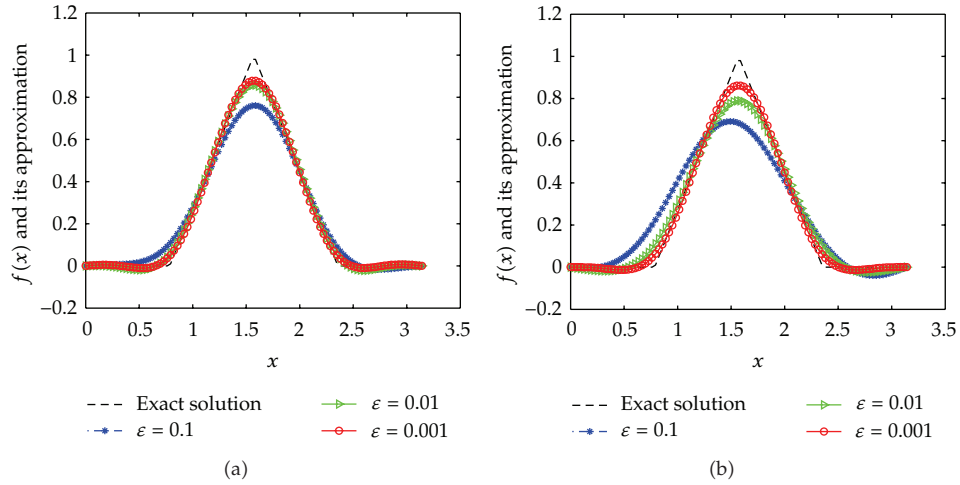 1.2
1
0.8
0.6
0.4
0.2
0
−0.2
f(x) and its approximation
0 0.5 1 1.5 2 2.5 3 3.5
x
Exact solution
ε = 0.1
ε = 0.01
ε = 0.001
(a)
1.2
1
0.8
0.6
0.4
0.2
0
−0.2
f(x) and its approximation
0 0.5 1 1.5 2 2.5 3 3.5
x
Exact solution
ε = 0.1
ε = 0.01
ε = 0.001
(b)